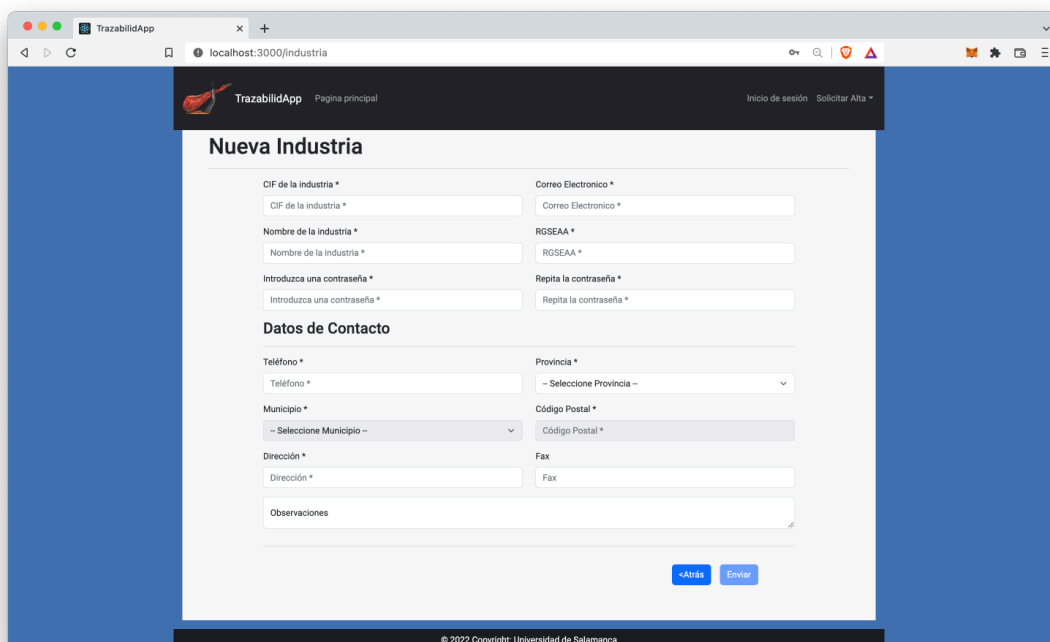 TrazabilidApp
localhost:3000/industria
TrazabilidApp Pagina principal Inicio de sesión Solicitar Alta
Nueva Industria
CIF de la industria * Correo Electronico *
CIF de la industria * Correo Electronico *
Nombre de la industria * RGSEAA *
Nombre de la industria * RGSEAA *
Introduzca una contraseña * Repita la contraseña *
Introduzca una contraseña * Repita la contraseña *
Datos de Contacto
Teléfono * Provincia *
Teléfono * -- Seleccione Provincia --
Municipio * Código Postal *
-- Seleccione Municipio -- Código Postal *
Dirección * Fax
Dirección * Fax
Observaciones
<Atrás Enviar
© 2022 Copyright: Universidad de Salamanca